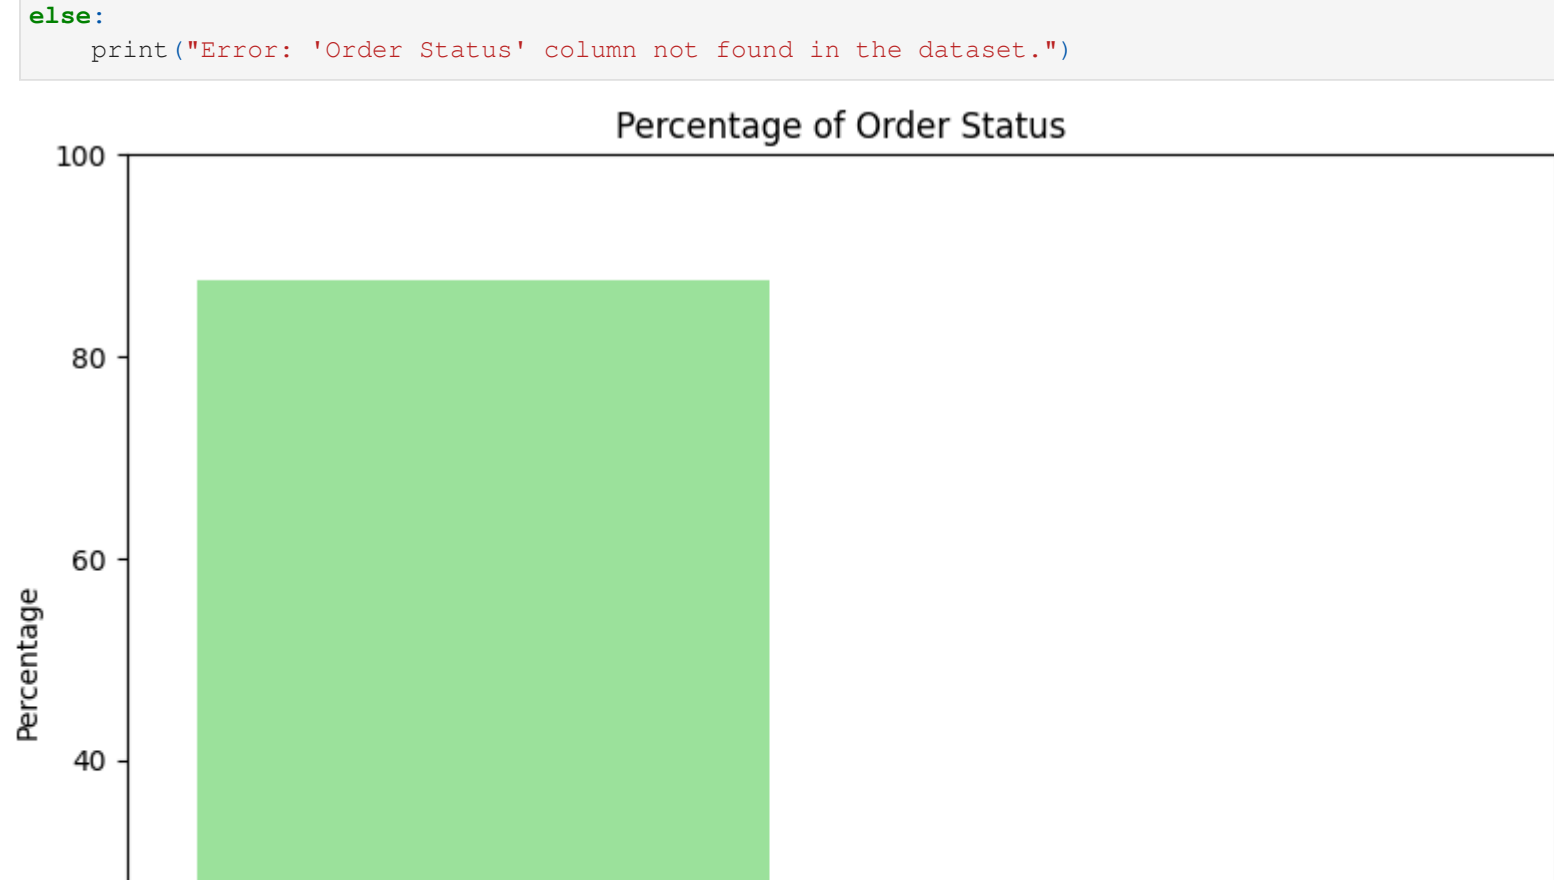 else:
    print("Error: 'Order Status' column not found in the dataset.")
Percentage of Order Status
100
80
60
Percentage
40